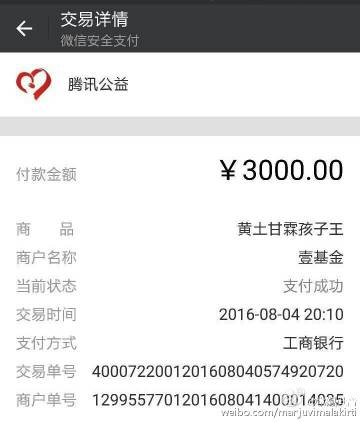 交易详情
微信安全支付
腾讯公益
付款金额 ￥3000.00
商 品 黄土甘霖孩子王
商户名称 壹基金
当前状态 支付成功
交易时间 2016-08-04 20:10
支付方式 工商银行
交易单号 4000722001201608040574920720
商户单号 1299557701201608041400014035
weibo.com/marjuvimalakirti